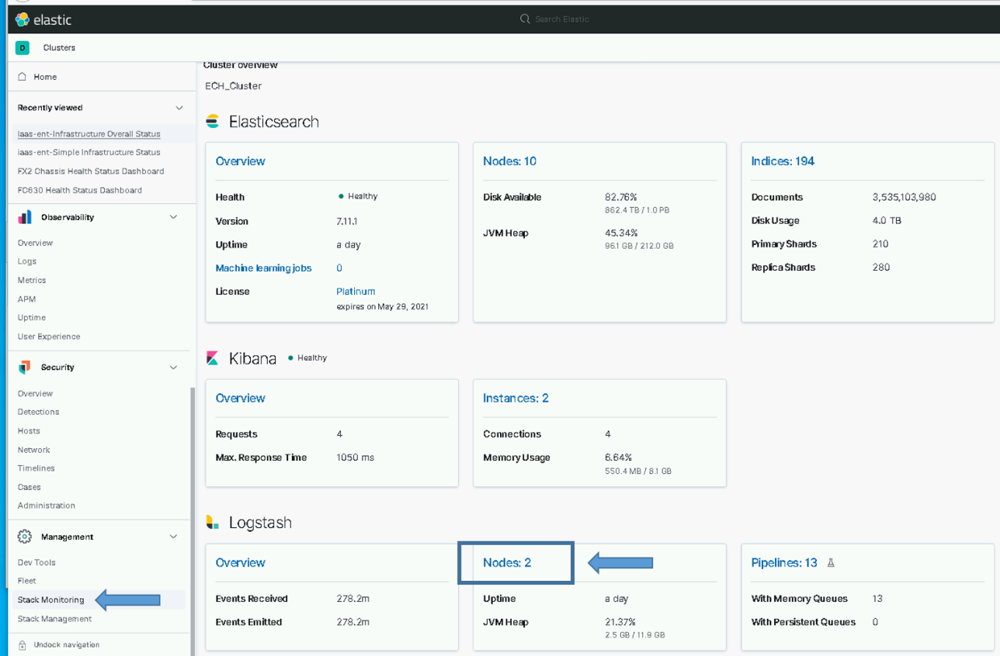 elastic
Search Elastic
D Clusters
Home
Recently viewed
Iaas-ent-Infrastructure Overall Status
iaas-ent-Simple Infrastructure Status
FX2 Chassis Health Status Dashboard
FC630 Health Status Dashboard
Observability
Overview
Logs
Metrics
APM
Uptime
User Experience
Security
Overview
Detections
Hosts
Network
Timelines
Cases
Administration
Management
Dev Tools
Fleet
Stack Monitoring
Stack Management
Undock navigation
Cluster overview
ECH_Cluster
Elasticsearch
Overview
Health Healthy
Version 7.11.1
Uptime a day
Machine learning jobs 0
License Platinum
expires on May 29, 2021
Nodes: 10
Disk Available 82.76%
862.4 TB / 1.0 PB
JVM Heap 45.34%
96.1 GB / 212.0 GB
Indices: 194
Documents 3,535,103,980
Disk Usage 4.0 TB
Primary Shards 210
Replica Shards 280
Kibana Healthy
Overview
Requests 4
Max. Response Time 1050 ms
Instances: 2
Connections 4
Memory Usage 6.64%
550.4 MB / 8.1 GB
Logstash
Overview
Events Received 278.2m
Events Emitted 278.2m
Nodes: 2
Uptime a day
JVM Heap 21.37%
2.5 GB / 11.9 GB
Pipelines: 13
With Memory Queues 13
With Persistent Queues 0